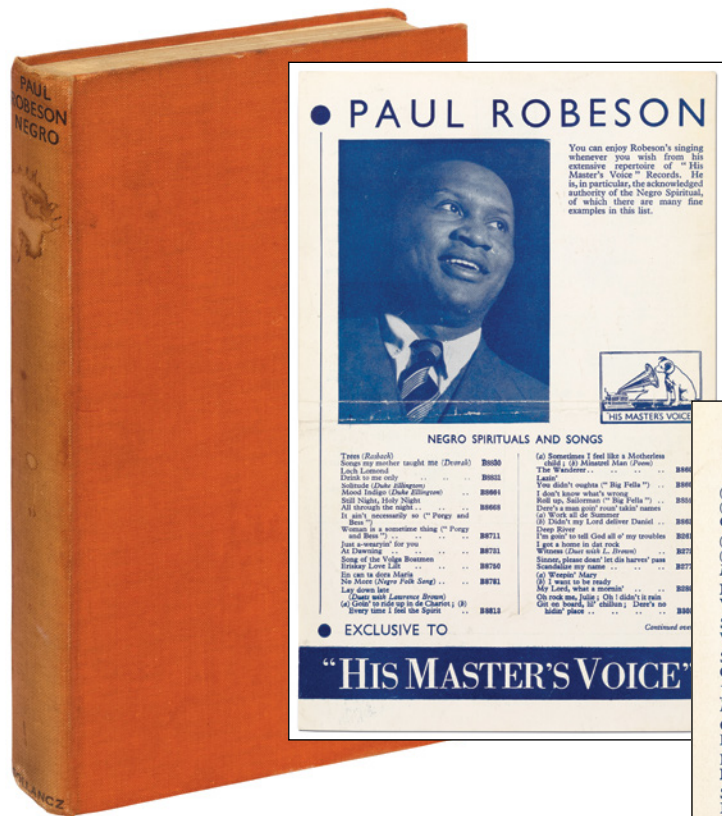 PAUL
ROBESON
NEGRO
GOLLANCZ
PAUL ROBESON
You can enjoy Robeson's singing
whenever you wish from his
extensive repertoire of "His
Master's Voice" Records. He
is, in particular, the acknowledged
authority of the Negro Spiritual,
of which there are many fine
examples in this list.
"HIS MASTER'S VOICE"
NEGRO SPIRITUALS AND SONGS
Trees (Rasbach)
Songs my mother taught me (Dvorak) B8830
Loch Lomond
Drink to me only .. .. .. B8831
Solitude (Duke Ellington)
Mood Indigo (Duke Ellington) .. B8664
Still Night, Holy Night
All through the night .. .. .. B8668
It ain't necessarily so ("Porgy and
Bess")
Woman is a sometime thing ("Porgy
and Bess") .. .. .. .. B8711
Just a-wearyin' for you
At Dawning .. .. .. .. B8731
Song of the Volga Boatmen
Eriskay Love Lilt .. .. .. B8750
En can ta dora Maria
No More (Negro Folk Song) .. .. B8781
Lay down late
(Duets with Lawrence Brown)
(a) Goin' to ride up in de Chariot; (b)
Every time I feel the Spirit .. B8815
(a) Sometimes I feel like a Motherless
child; (b) Minstrel Man (Poem)
The Wanderer .. .. .. ..
Lazin'
You didn't oughta ("Big Fella") ..
I don't know what's wrong
Roll up, Sailorman ("Big Fella") ..
Dere's a man goin' roun' takin' names
(a) Work all de Summer
(b) Didn't my Lord deliver Daniel ..
Deep River
I'm goin' to tell God all o' my troubles
I got a home in dat rock
Witness (Duet with L. Brown) ..
Sinner, please doan' let dis harves' pass
Scandalize my name .. .. ..
(a) Weepin' Mary
(b) I want to be ready
My Lord, what a mornin' .. ..
Oh rock me, Julie; Oh! didn't it rain
Git on board, lil' chillun; Dere's no
hidin' place .. .. .. ..
EXCLUSIVE TO
Continued
"HIS MASTER'S VOICE"